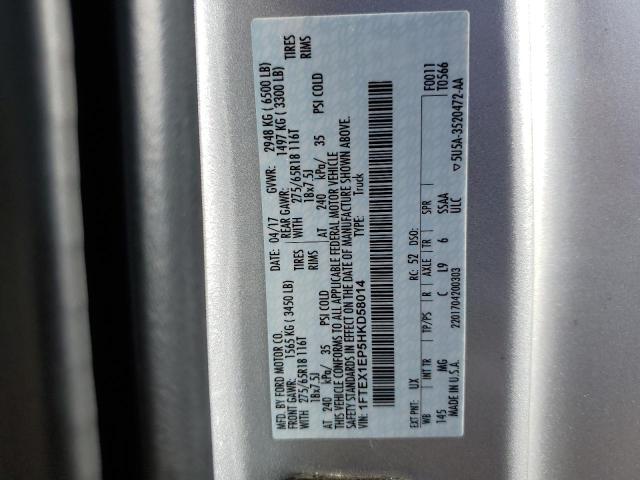 MFD. BY FORD MOTOR CO.
DATE: 04/17 GVWR: 2948 KG ( 6500 LB)
FRONT GAWR: 1565 KG ( 3450 LB) REAR GAWR: 1497 KG ( 3300 LB)
WITH 275/65R18 116T TIRES WITH 275/65R18 116T TIRES
18x7.5J RIMS 18x7.5J RIMS
AT 240 kPa/ 35 PSI COLD AT 240 kPa/ 35 PSI COLD
THIS VEHICLE CONFORMS TO ALL APPLICABLE FEDERAL MOTOR VEHICLE
SAFETY STANDARDS IN EFFECT ON THE DATE OF MANUFACTURE SHOWN ABOVE.
1FTEX1EP5HKD58014 Truck
F0011
T0566
EXT PNT: UX RC: 52 DSO:
WB INT TR TP/PS R AXLE TR SPR
145 MG C L9 6 SSAA
ULC
MADE IN U.S.A. 2201704200303
▽5U5A-3520472-AA